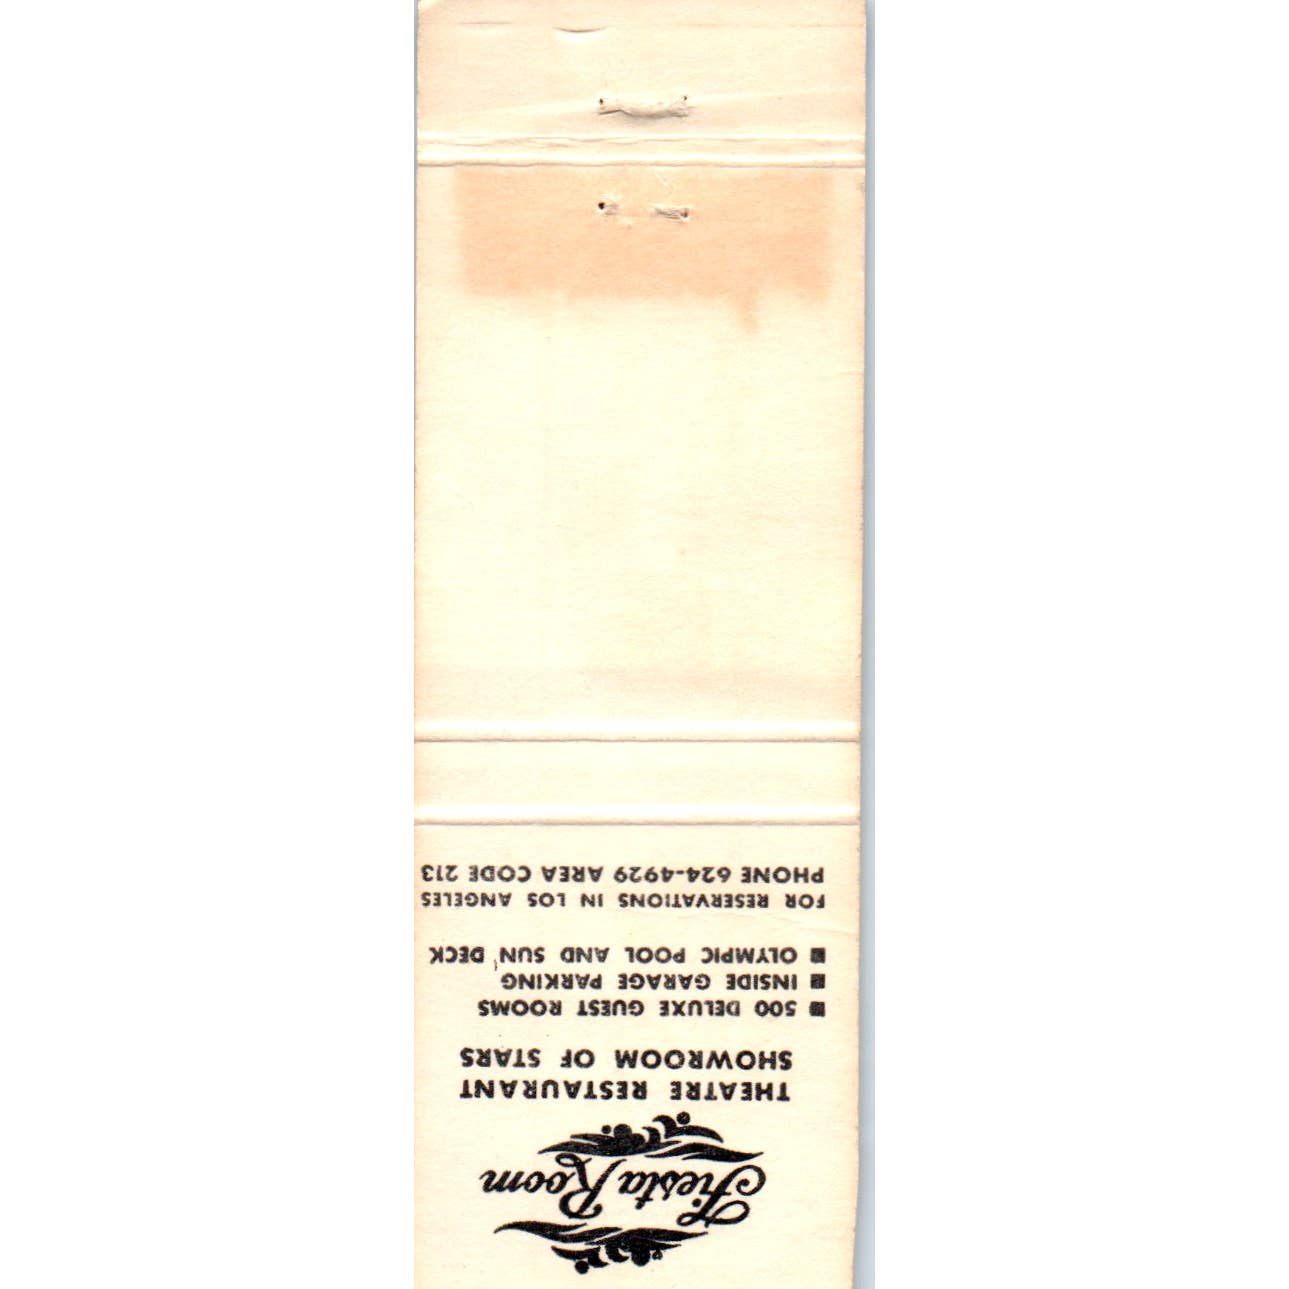 Fiesta Room
THEATRE RESTAURANT
SHOWROOM OF STARS
■ 500 DELUXE GUEST ROOMS
■ INSIDE GARAGE PARKING
■ OLYMPIC POOL AND SUN DECK
FOR RESERVATIONS IN LOS ANGELES
PHONE 624-4929 AREA CODE 213